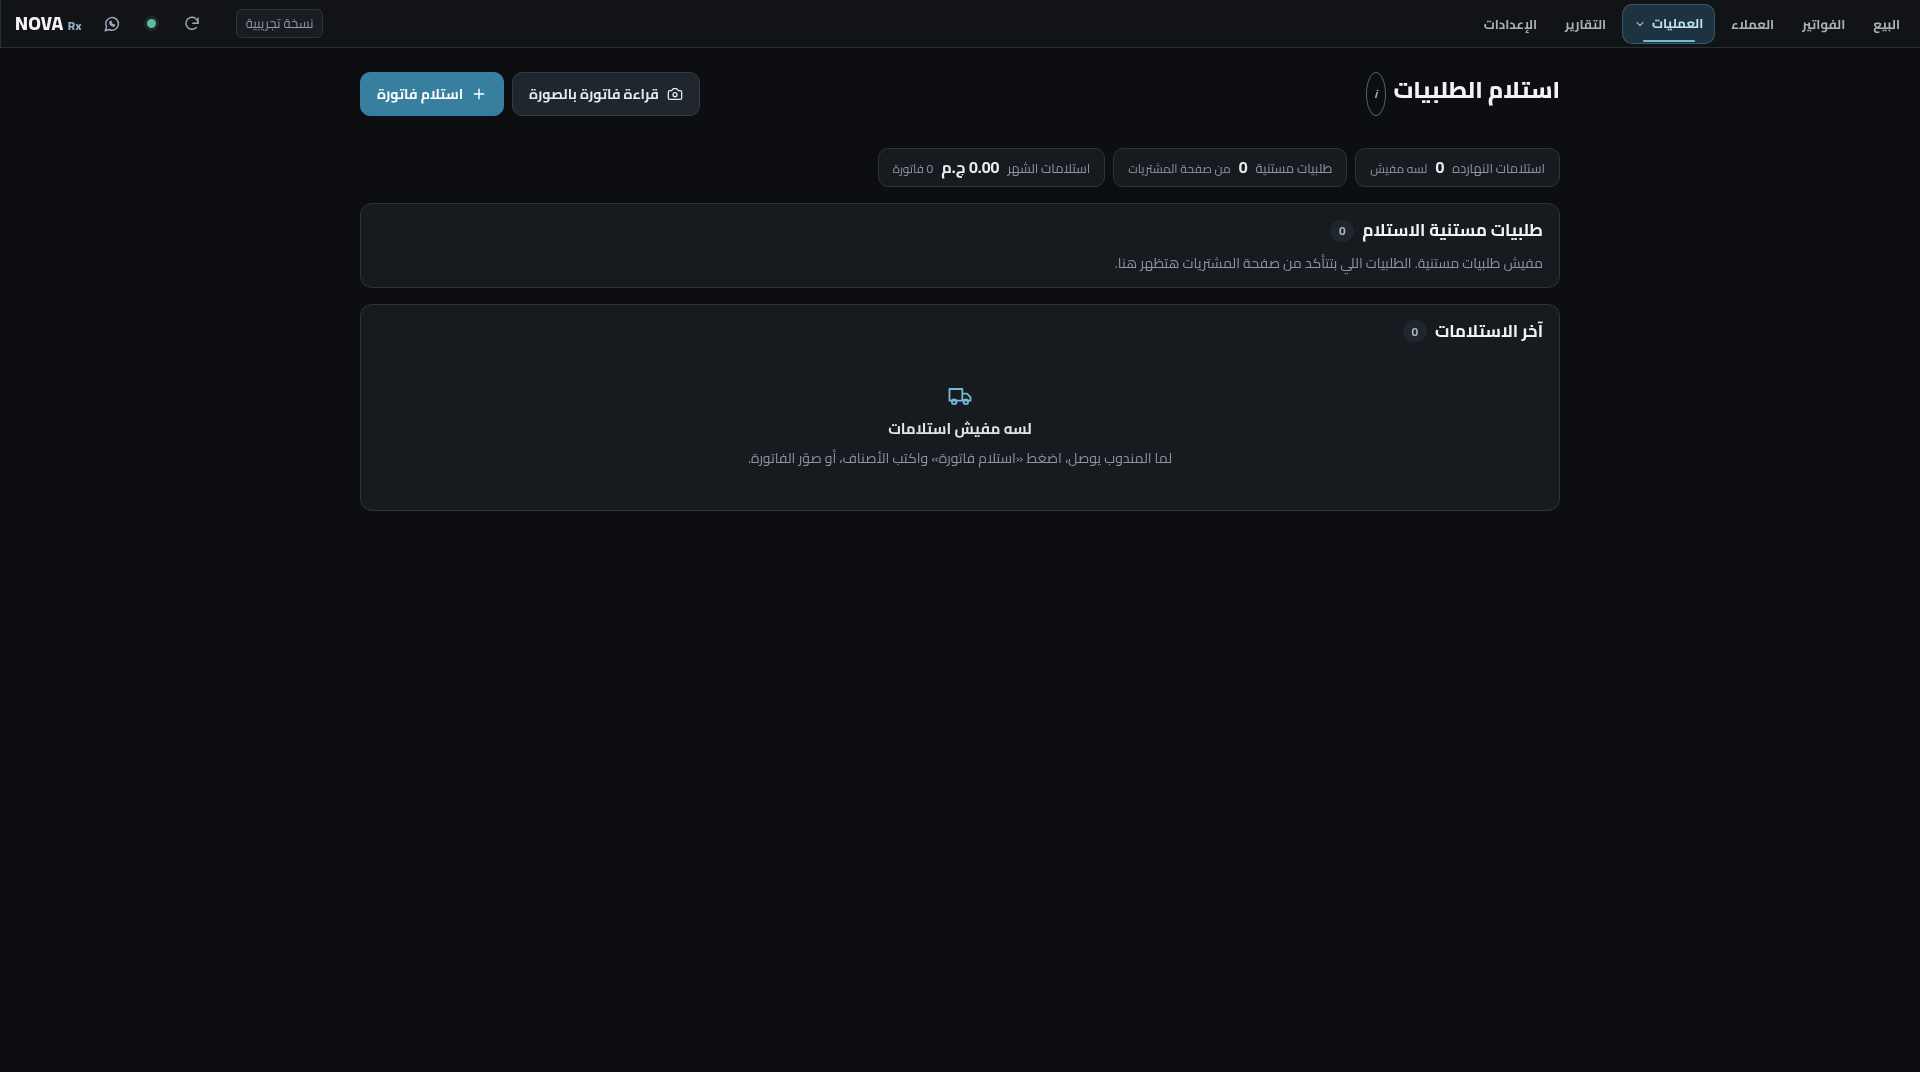 البيع
الفواتير
العملاء
العمليات
التقارير
الإعدادات
نسخة تجريبية
NOVA Rx
استلام الطلبيات
i
قراءة فاتورة بالصورة
استلام فاتورة
استلامات النهارده 0 لسه مفيش
طلبيات مستنية 0 من صفحة المشتريات
استلامات الشهر 0.00 ج.م 0 فاتورة
طلبيات مستنية الاستلام 0
مفيش طلبيات مستنية. الطلبيات اللي بتتأكد من صفحة المشتريات هتظهر هنا.
آخر الاستلامات 0
لسه مفيش استلامات
لما المندوب يوصل، اضغط «استلام فاتورة» واكتب الأصناف، أو صوّر الفاتورة.